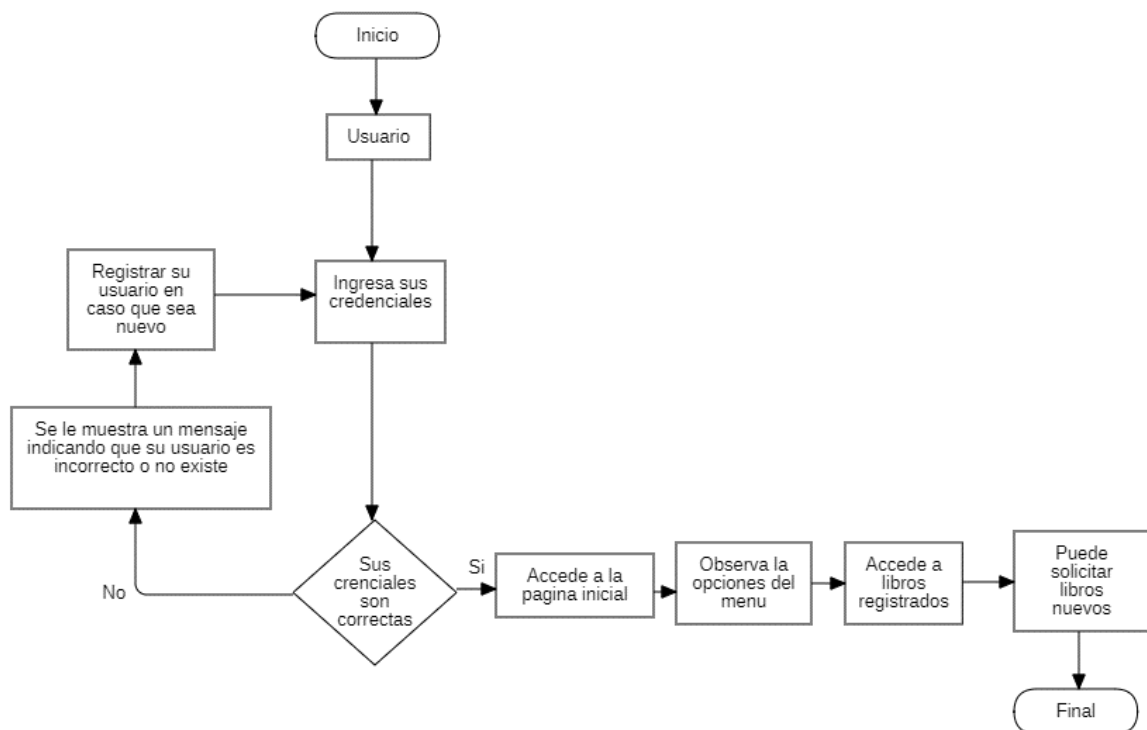 Inicio
Usuario
Ingresa sus
credenciales
Registrar su
usuario en
caso que sea
nuevo
Se le muestra un mensaje
indicando que su usuario es
incorrecto o no existe
No
Sus
crenciales
son
correctas
Si
Accede a la
pagina inicial
Observa la
opciones del
menu
Accede a
libros
registrados
Puede
solicitar
libros
nuevos
Final